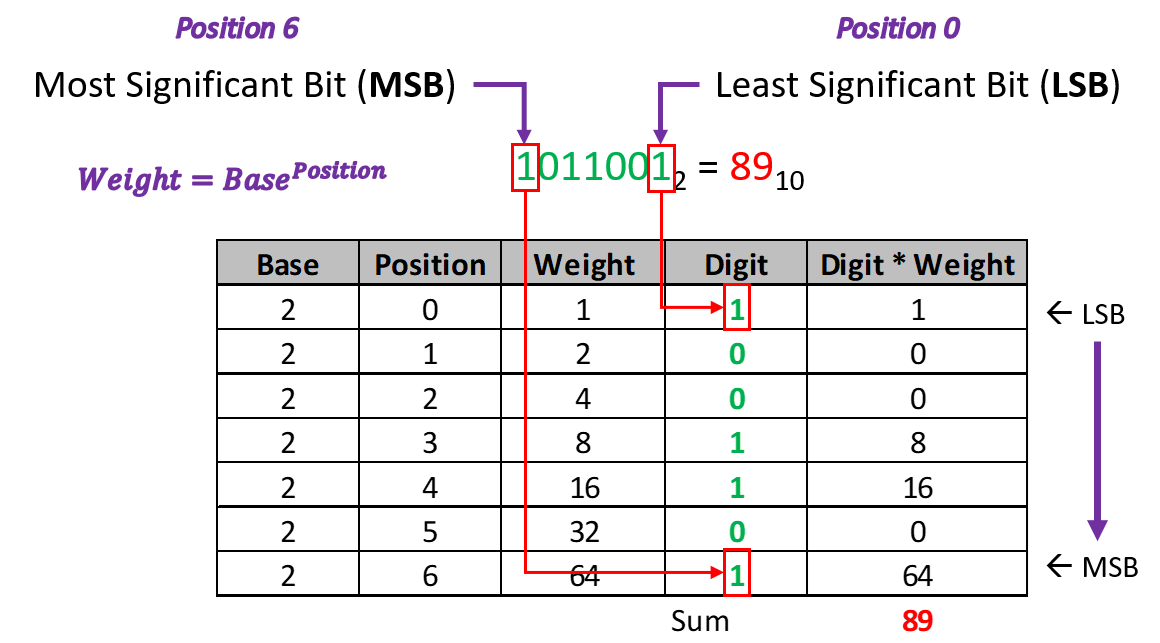 Position 6 Position 0
Most Significant Bit (MSB) Least Significant Bit (LSB)
Weight = Base^Position 1011001₂ = 89₁₀
Base Position Weight Digit Digit * Weight
2 0 1 1 1 ← LSB
2 1 2 0 0
2 2 4 0 0
2 3 8 1 8
2 4 16 1 16
2 5 32 0 0
2 6 64 1 64 ← MSB
Sum 89